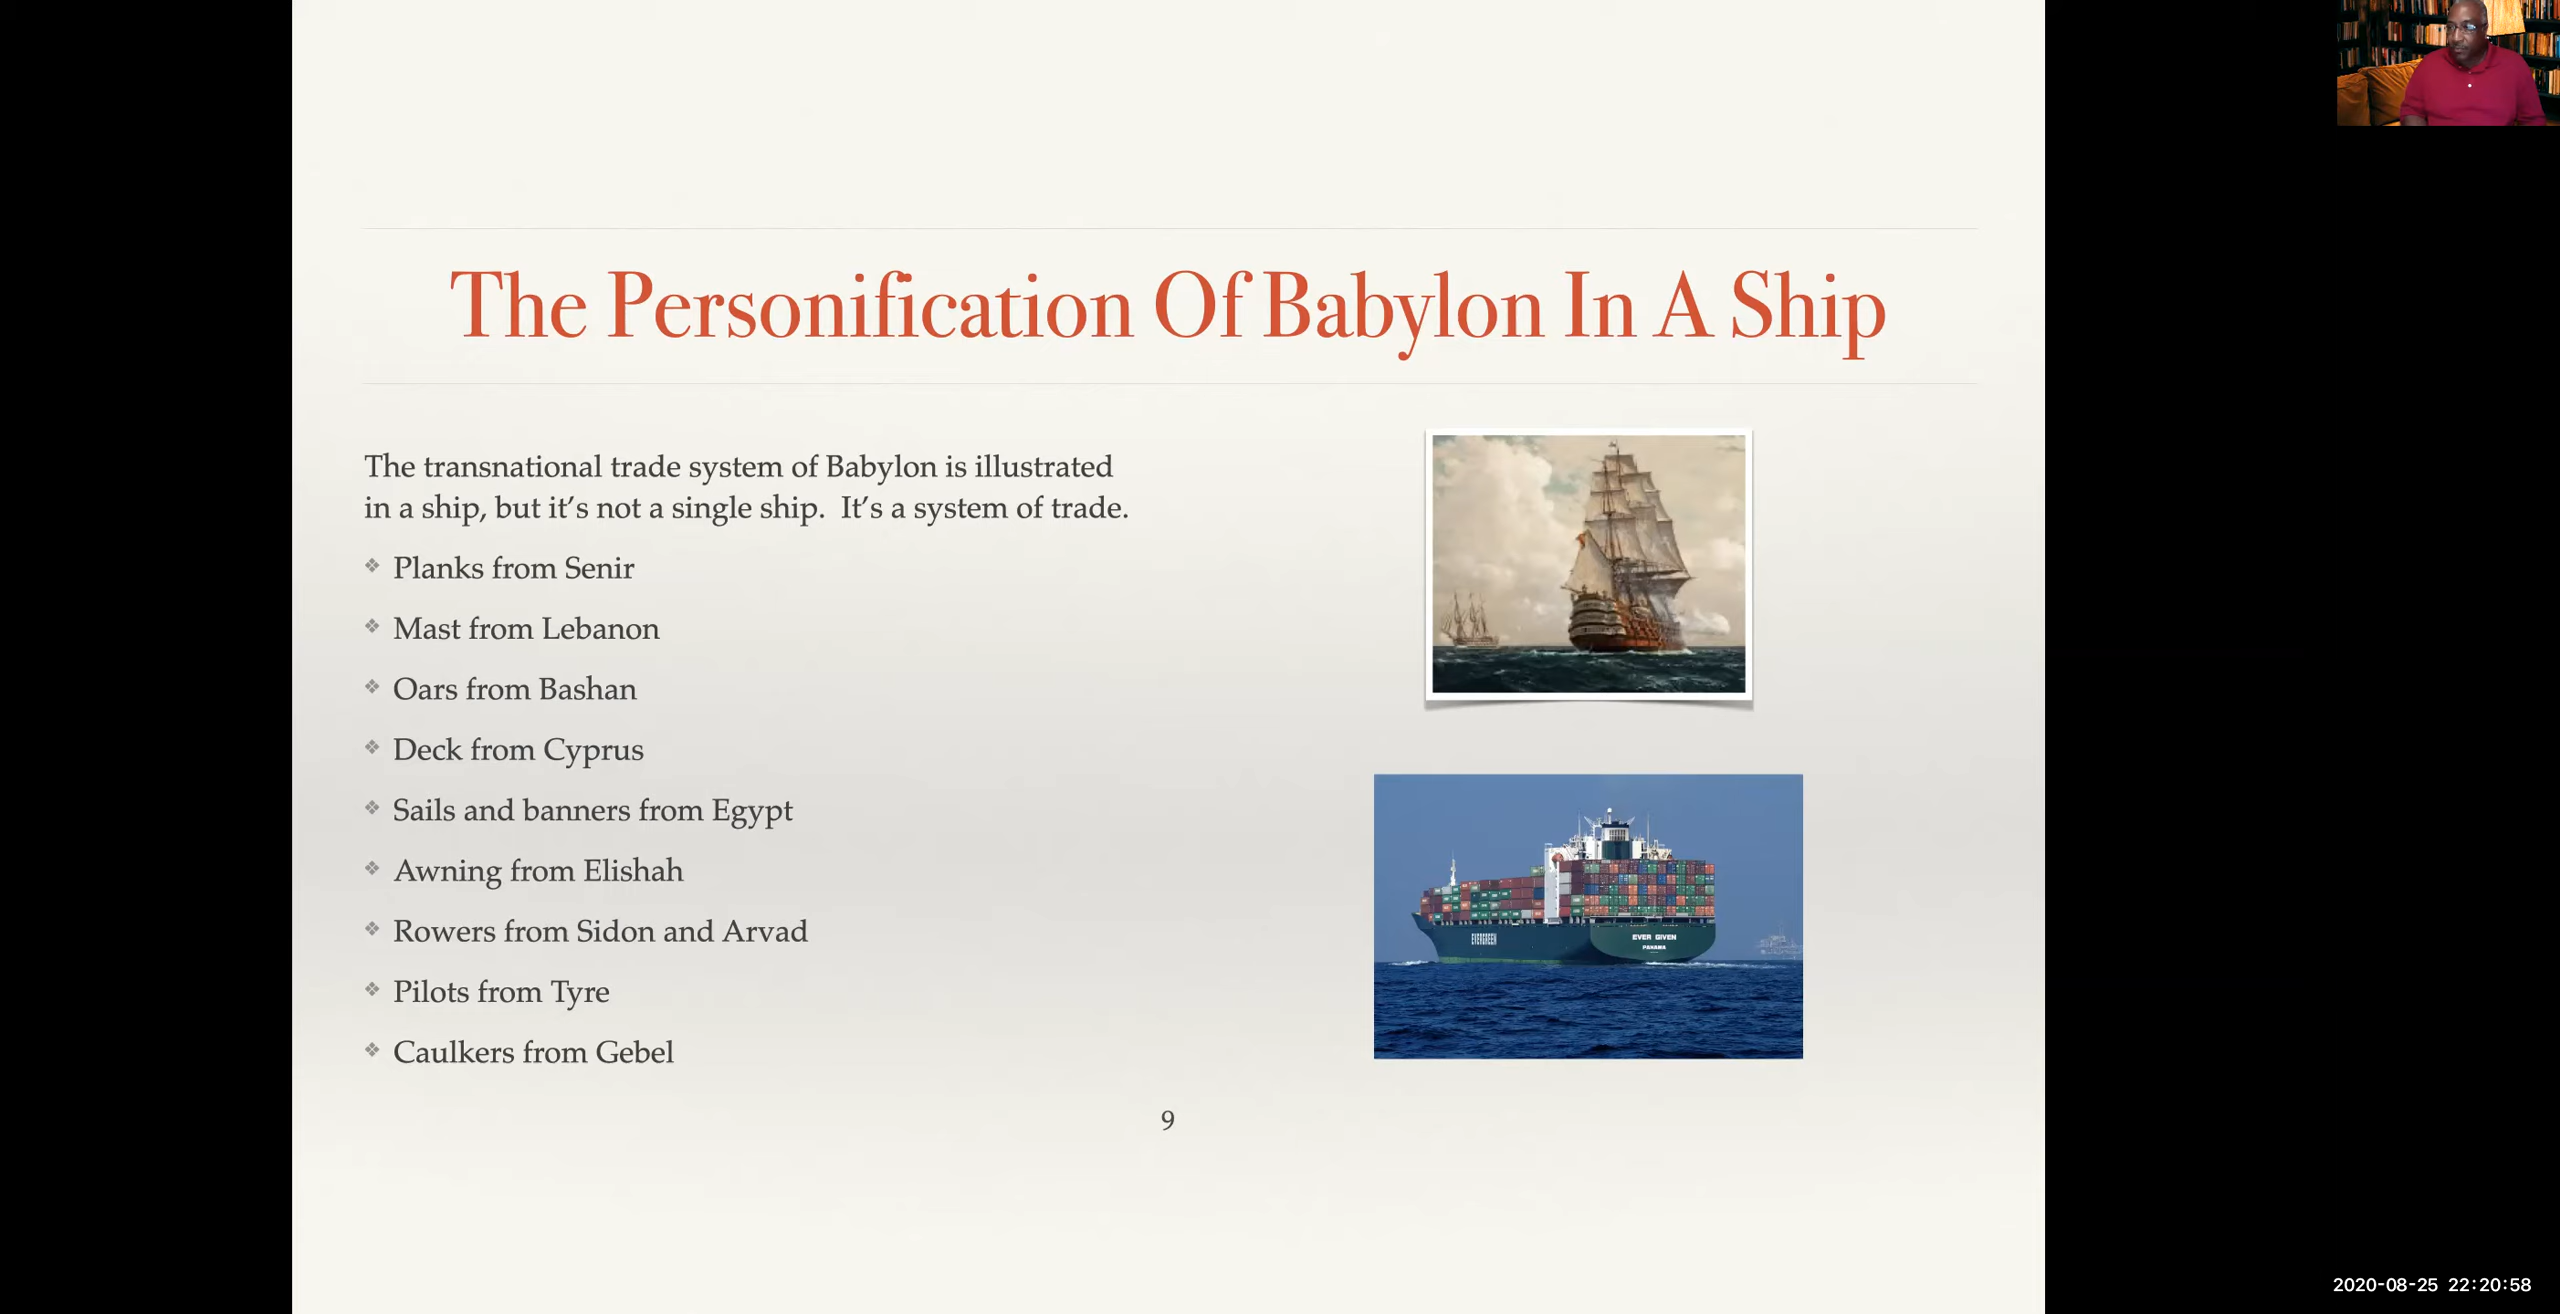 The Personification Of Babylon In A Ship
The transnational trade system of Babylon is illustrated
in a ship, but it’s not a single ship.  It’s a system of trade.
❖ Planks from Senir
❖ Mast from Lebanon
❖ Oars from Bashan
❖ Deck from Cyprus
❖ Sails and banners from Egypt
❖ Awning from Elishah
❖ Rowers from Sidon and Arvad
❖ Pilots from Tyre
❖ Caulkers from Gebel
EVERGREEN
EVER GIVEN
PANAMA
9
2020-08-25 22:20:58